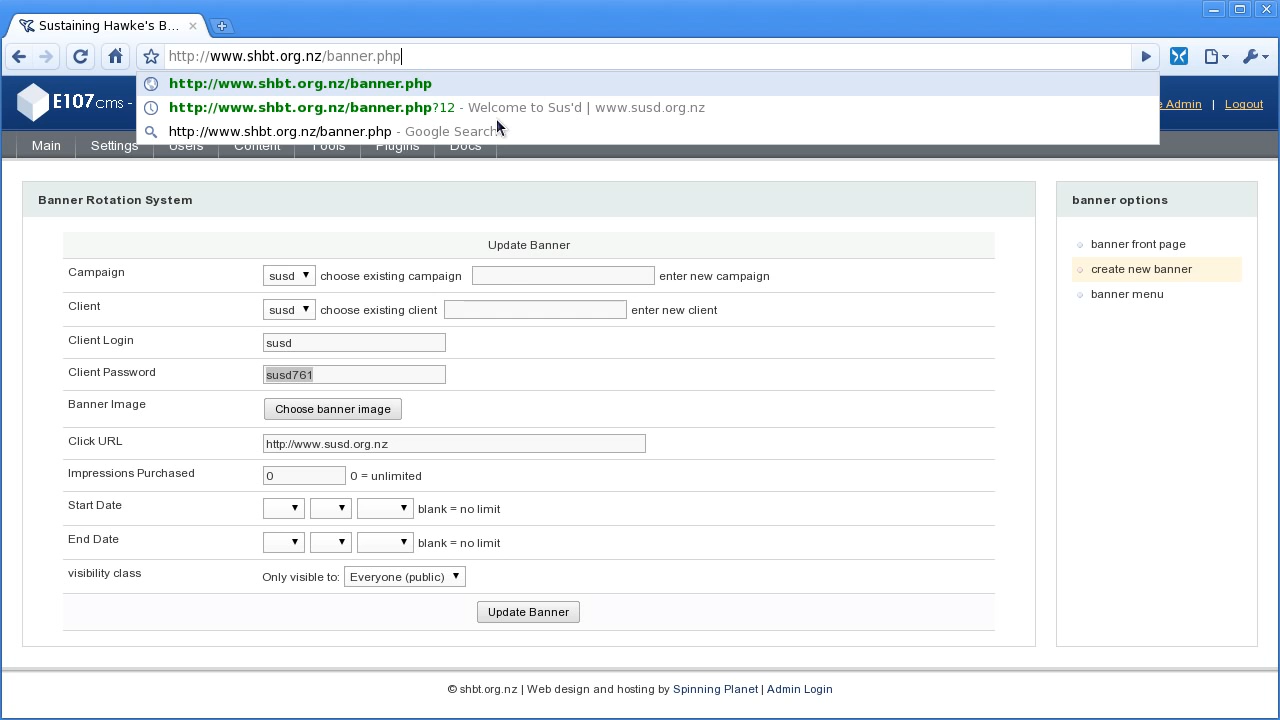 Sustaining Hawke's B...
http://www.shbt.org.nz/banner.php
http://www.shbt.org.nz/banner.php
http://www.shbt.org.nz/banner.php?12 - Welcome to Sus'd | www.susd.org.nz
http://www.shbt.org.nz/banner.php - Google Search
E107 cms -
Admin | Logout
Main Settings Users Content Tools Plugins Docs
Banner Rotation System
Update Banner
Campaign susd choose existing campaign enter new campaign
Client susd choose existing client enter new client
Client Login susd
Client Password susd761
Banner Image Choose banner image
Click URL http://www.susd.org.nz
Impressions Purchased 0 0 = unlimited
Start Date blank = no limit
End Date blank = no limit
visibility class Only visible to: Everyone (public)
Update Banner
banner options
banner front page
create new banner
banner menu
© shbt.org.nz | Web design and hosting by Spinning Planet | Admin Login